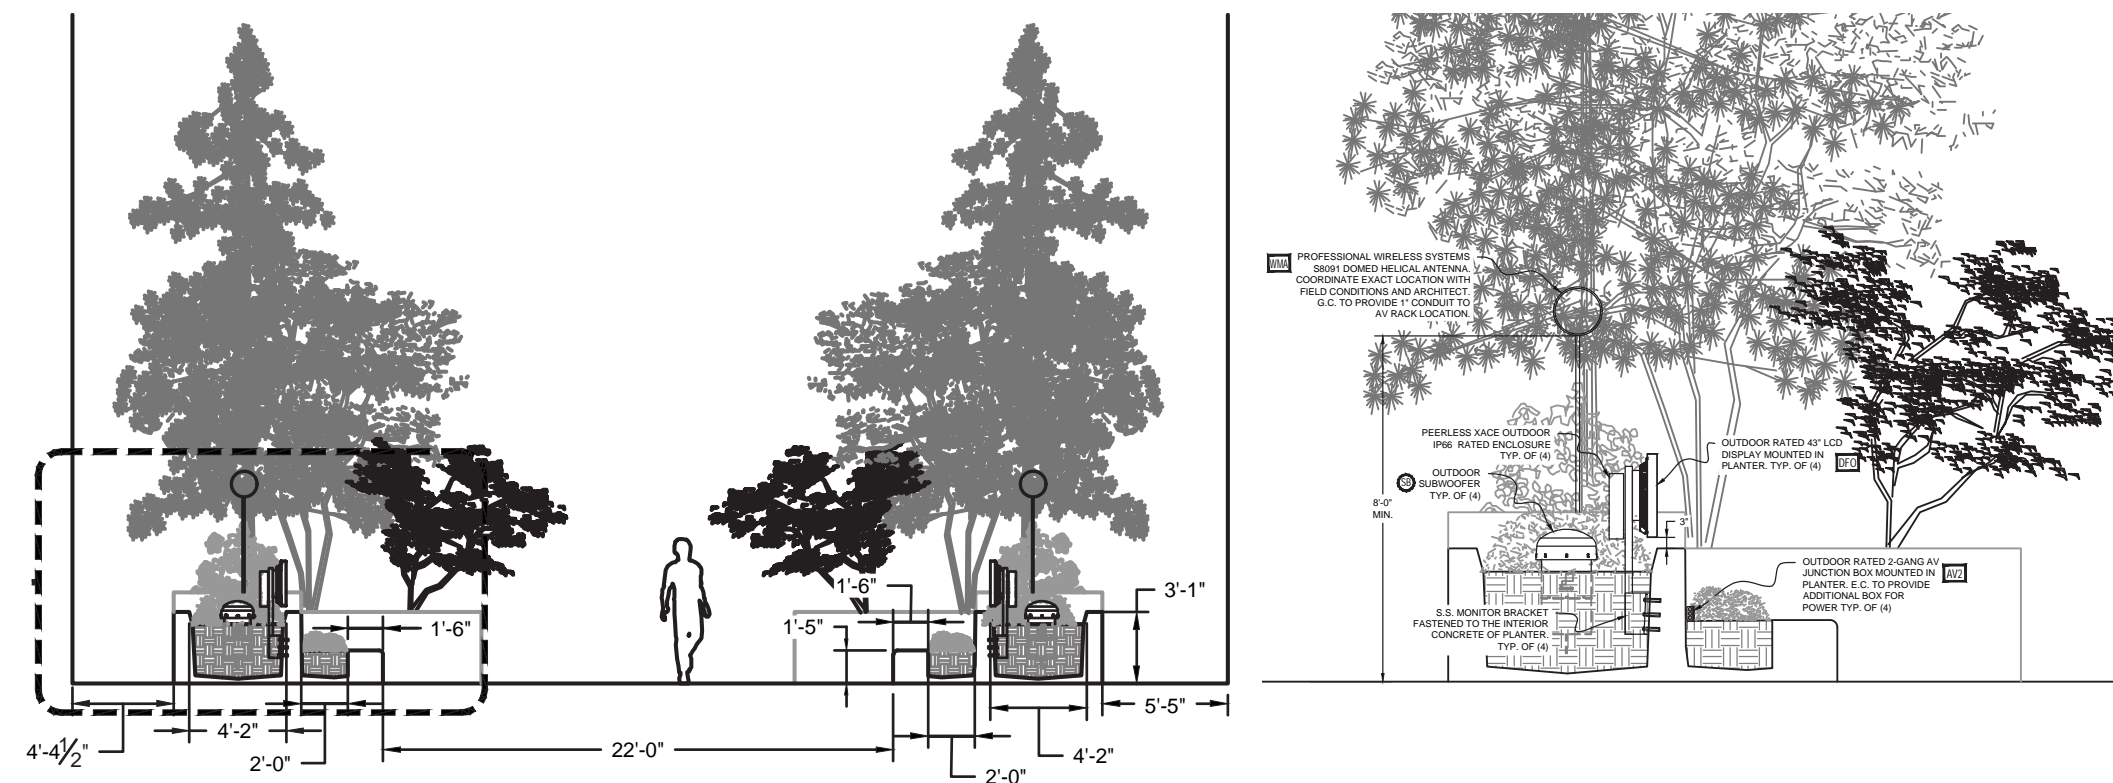 1'-6"
3'-1"
1'-6"
1'-5"
5'-5"
4'-2"
4'-4 1/2"
22'-0"
4'-2"
2'-0"
2'-0"
WMA
PROFESSIONAL WIRELESS SYSTEMS
S8091 DOMED HELICAL ANTENNA.
COORDINATE EXACT LOCATION WITH
FIELD CONDITIONS AND ARCHITECT.
G.C. TO PROVIDE 1" CONDUIT TO
AV RACK LOCATION.
PEERLESS XACE OUTDOOR
IP66 RATED ENCLOSURE
TYP. OF (4)
OUTDOOR RATED 43" LCD
DISPLAY MOUNTED IN
PLANTER. TYP. OF (4)
DFO
SB
OUTDOOR
SUBWOOFER
TYP. OF (4)
8'-0"
MIN.
3"
OUTDOOR RATED 2-GANG AV
JUNCTION BOX MOUNTED IN
PLANTER. E.C. TO PROVIDE
ADDITIONAL BOX FOR
POWER TYP. OF (4)
AV2
S.S. MONITOR BRACKET
FASTENED TO THE INTERIOR
CONCRETE OF PLANTER.
TYP. OF (4)